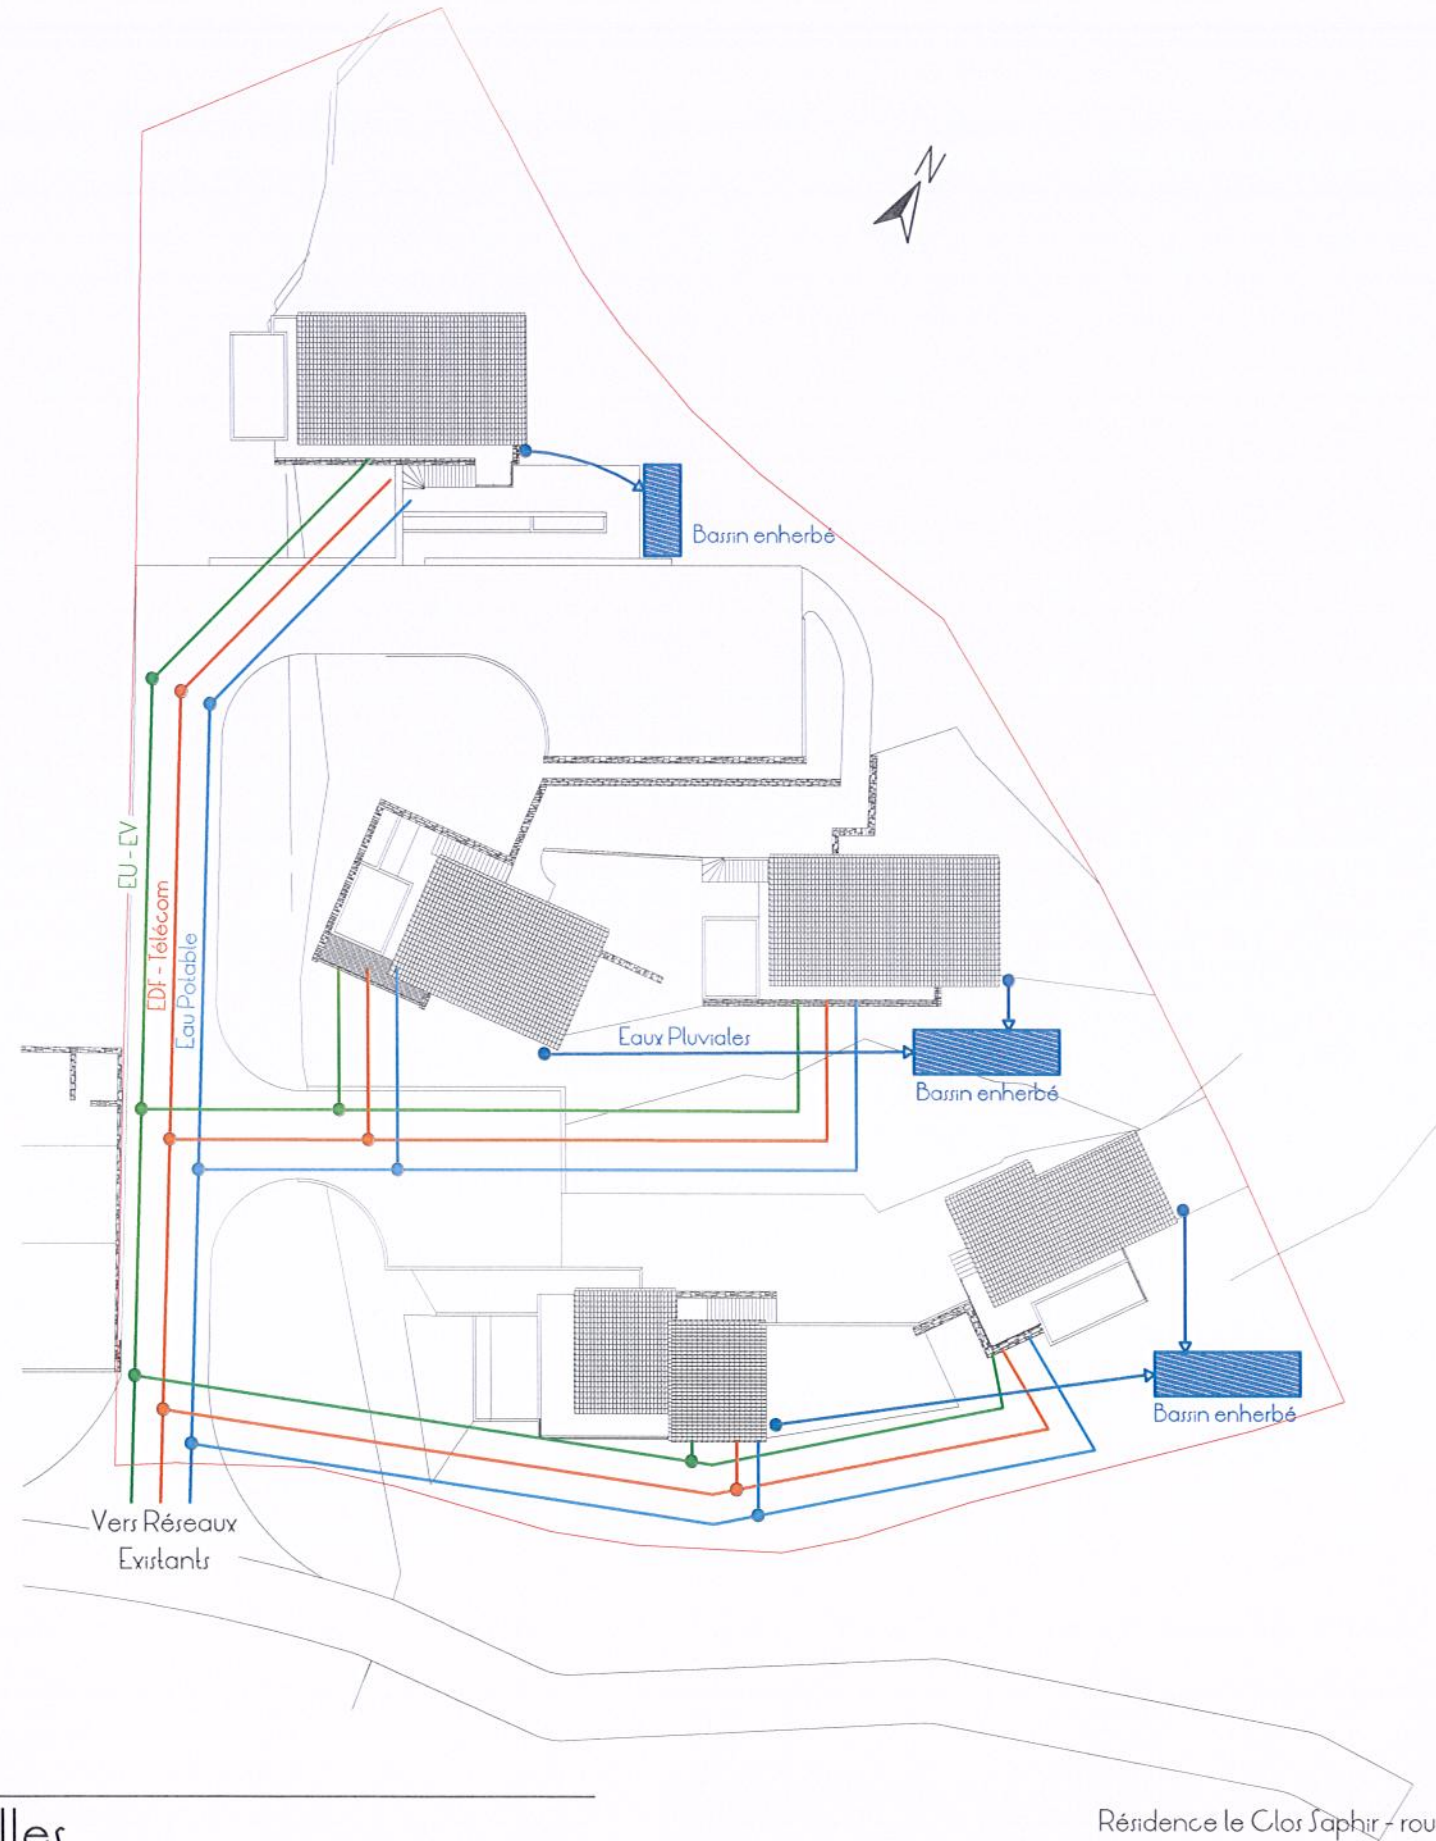 N
Bassin enherbé
EU - EV
EDF - Télécom
Eau Potable
Eaux Pluviales
Bassin enherbé
Bassin enherbé
Vers Réseaux
Existants
Résidence le Clos Saphir - rou
lles